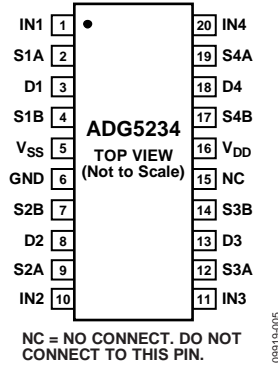 IN1 1
S1A 2
D1 3
S1B 4
VSS 5
GND 6
S2B 7
D2 8
S2A 9
IN2 10
ADG5234
TOP VIEW
(Not to Scale)
20 IN4
19 S4A
18 D4
17 S4B
16 VDD
15 NC
14 S3B
13 D3
12 S3A
11 IN3
NC = NO CONNECT. DO NOT
CONNECT TO THIS PIN.
09919-005